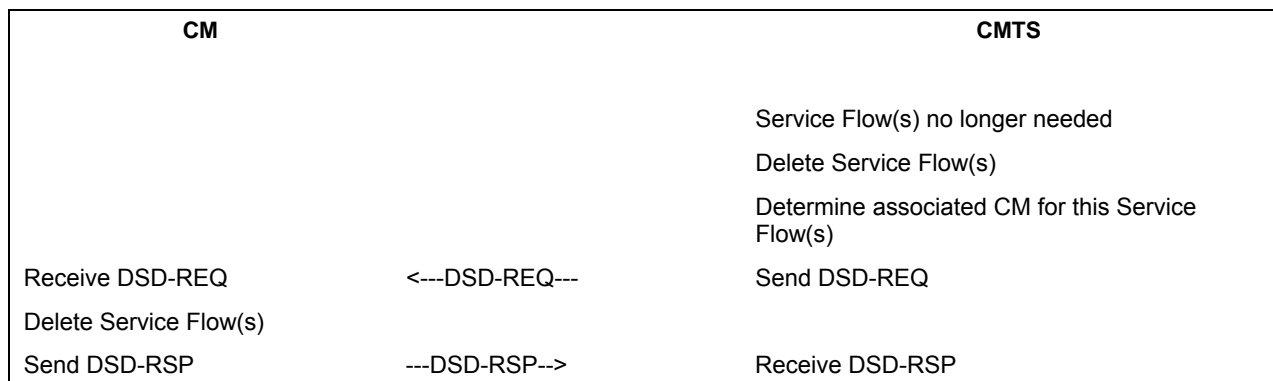 CM CMTS
Service Flow(s) no longer needed
Delete Service Flow(s)
Determine associated CM for this Service
Flow(s)
Receive DSD-REQ <---DSD-REQ--- Send DSD-REQ
Delete Service Flow(s)
Send DSD-RSP ---DSD-RSP--> Receive DSD-RSP